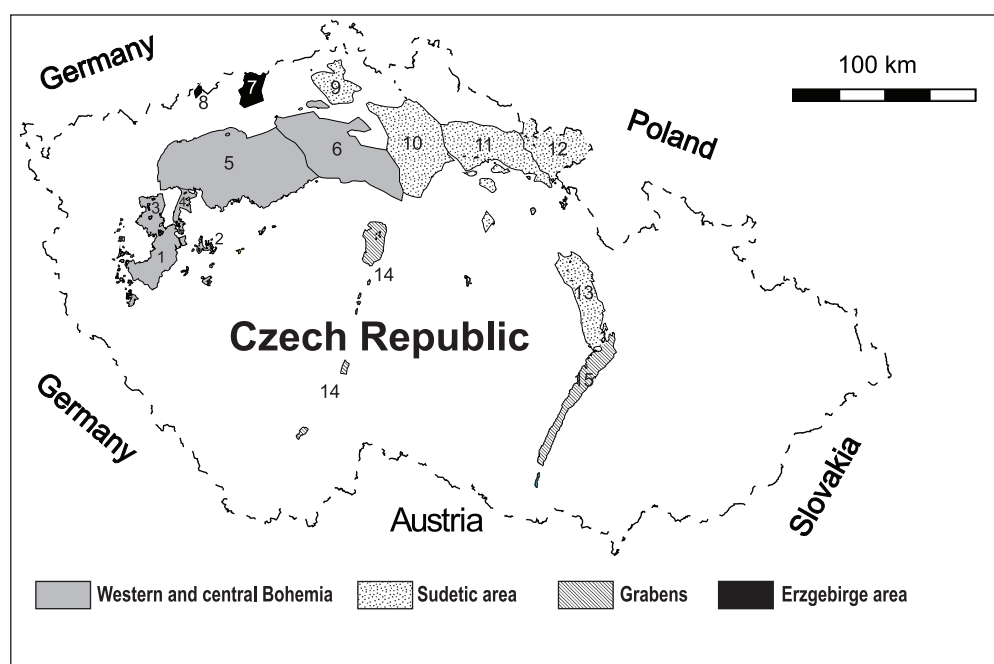 Germany
100 km
Poland
7
8
9
10
11
12
5
6
3
4
2
1
14
13
Czech Republic
14
15
Germany
Slovakia
Austria
Western and central Bohemia
Sudetic area
Grabens
Erzgebirge area